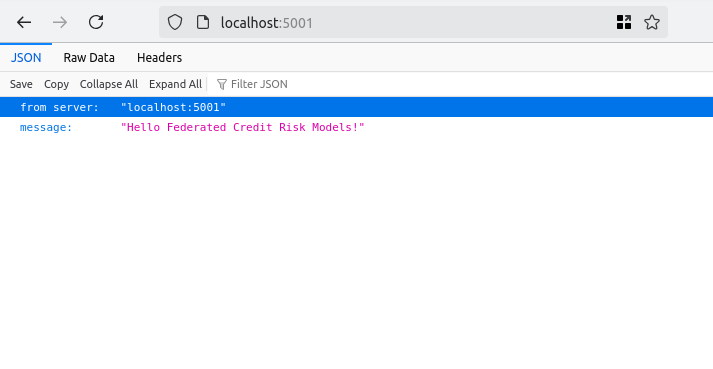 localhost:5001
JSON Raw Data Headers
Save Copy Collapse All Expand All Filter JSON
from server: "localhost:5001"
message: "Hello Federated Credit Risk Models!"